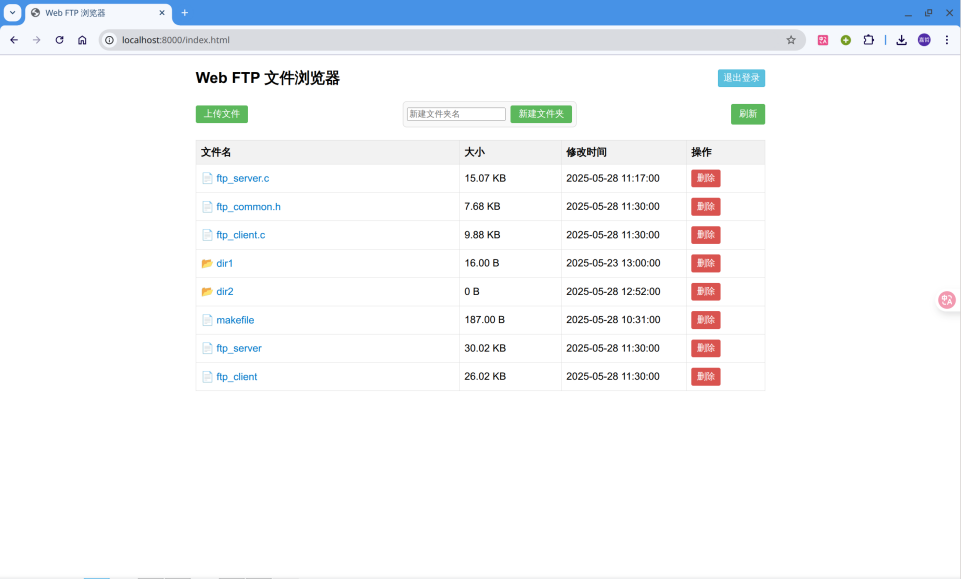 Web FTP 文件浏览器
localhost:8000/index.html
Web FTP 文件浏览器 退出登录
上传文件 新建文件夹名 新建文件夹 刷新
文件名 大小 修改时间 操作
ftp_server.c 15.07 KB 2025-05-28 11:17:00 删除
ftp_common.h 7.68 KB 2025-05-28 11:30:00 删除
ftp_client.c 9.88 KB 2025-05-28 11:30:00 删除
dir1 16.00 B 2025-05-23 13:00:00 删除
dir2 0 B 2025-05-28 12:52:00 删除
makefile 187.00 B 2025-05-28 10:31:00 删除
ftp_server 30.02 KB 2025-05-28 11:30:00 删除
ftp_client 26.02 KB 2025-05-28 11:30:00 删除